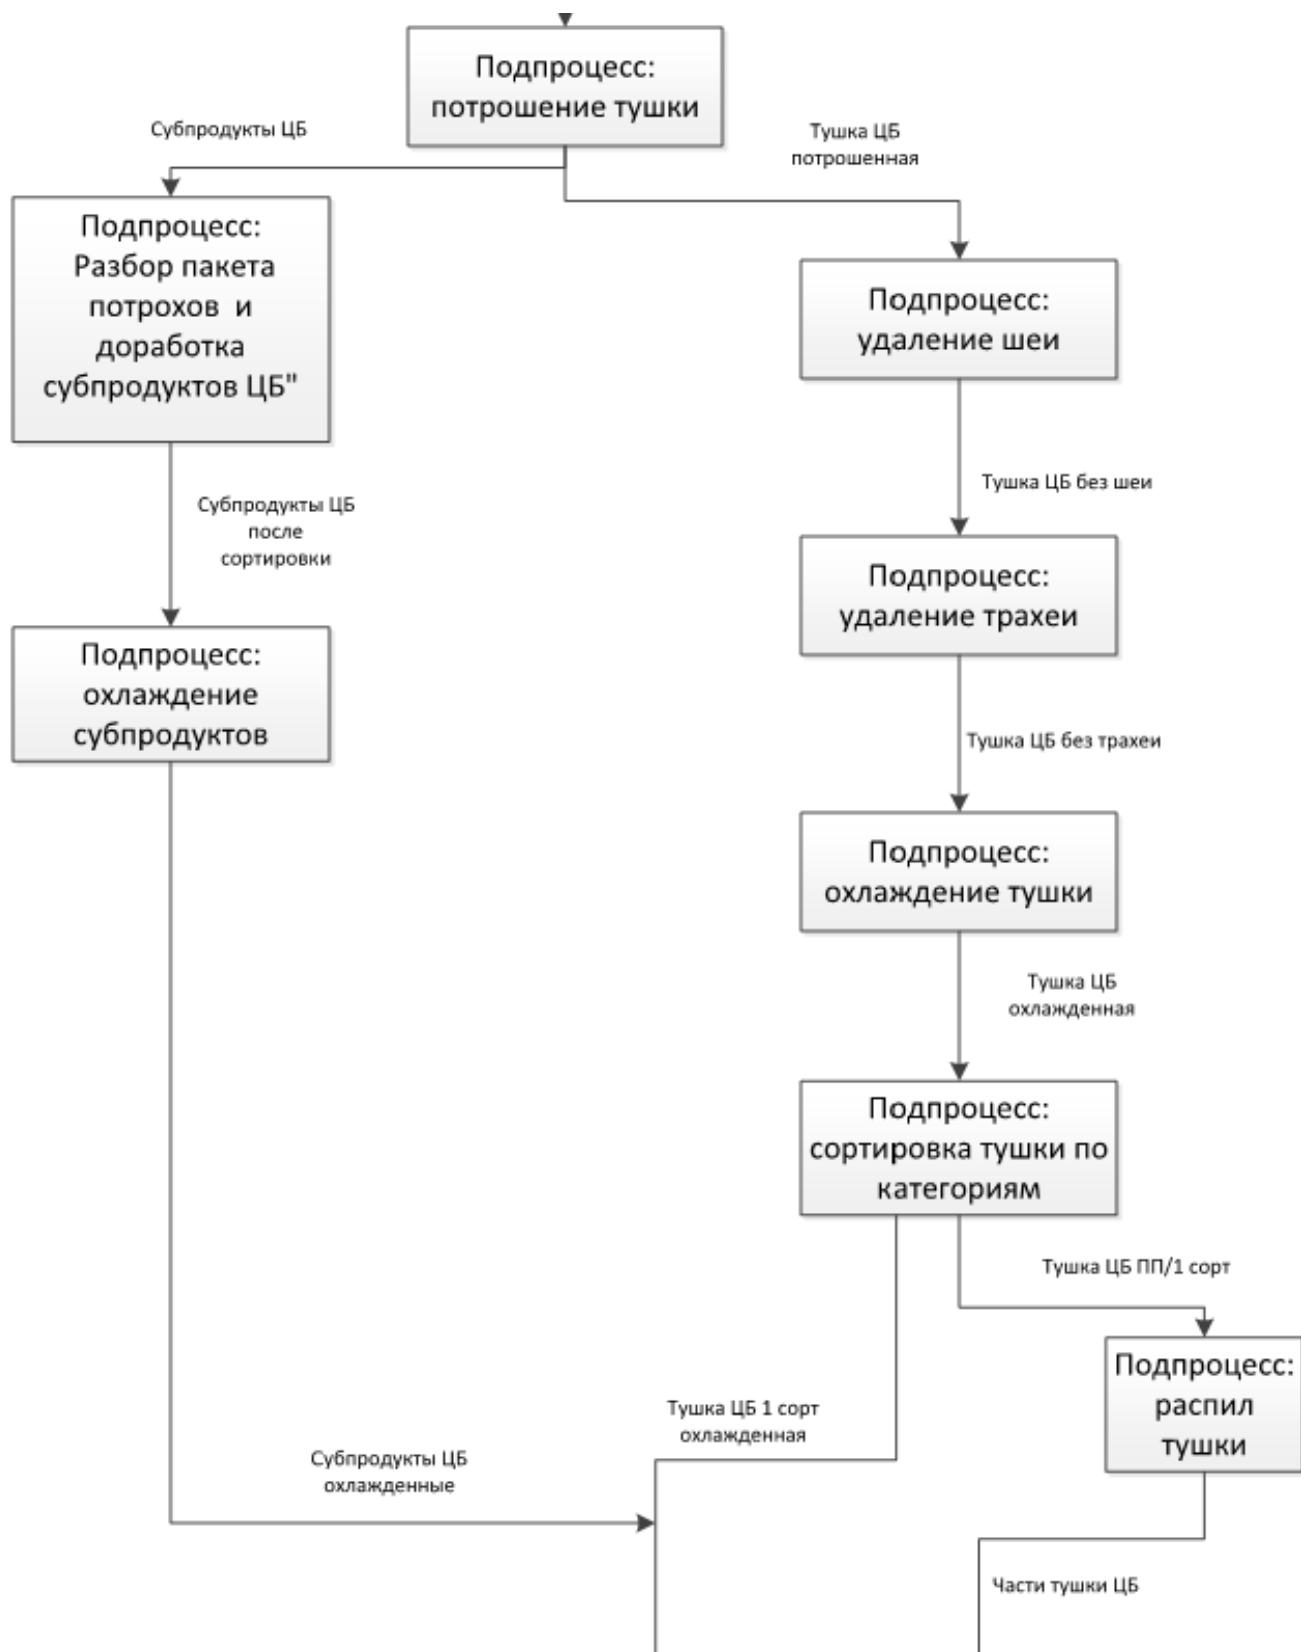 Подпроцесс:
потрошение тушки
Субпродукты ЦБ
Тушка ЦБ
потрошенная
Подпроцесс:
Разбор пакета
потрохов и
доработка
субпродуктов ЦБ"
Подпроцесс:
удаление шеи
Тушка ЦБ без шеи
Субпродукты ЦБ
после
сортировки
Подпроцесс:
удаление трахеи
Подпроцесс:
охлаждение
субпродуктов
Тушка ЦБ без трахеи
Подпроцесс:
охлаждение тушки
Тушка ЦБ
охлажденная
Подпроцесс:
сортировка тушки по
категориям
Тушка ЦБ ПП/1 сорт
Подпроцесс:
распил
тушки
Тушка ЦБ 1 сорт
охлажденная
Субпродукты ЦБ
охлажденные
Части тушки ЦБ